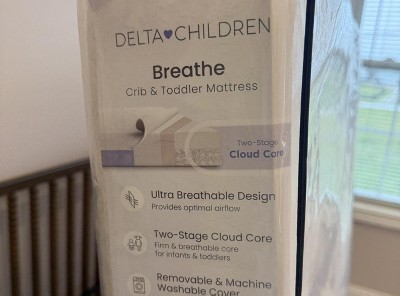 DELTA CHILDREN
Breathe
Crib & Toddler Mattress
Two-Stage
Cloud Core
Ultra Breathable Design
Provides optimal airflow
Two-Stage Cloud Core
Firm & breathable core
for infants & toddlers
Removable & Machine
Washable Cover